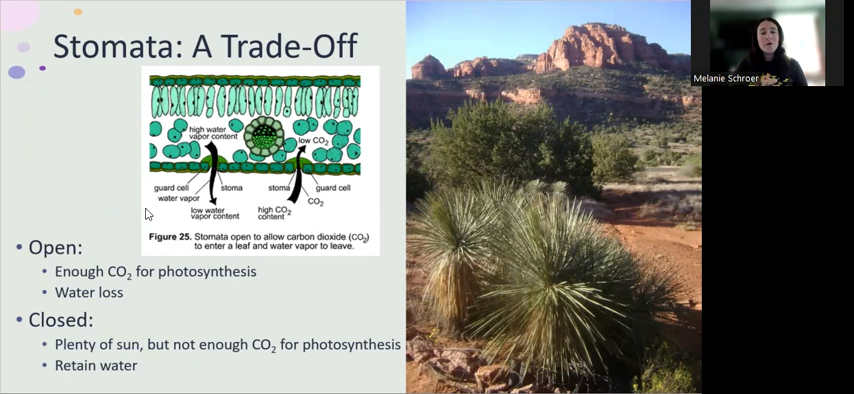 Stomata: A Trade-Off
high water
vapor content
low CO₂
guard cell
stoma
stoma
guard cell
water vapor
CO₂
low water
vapor content
high CO₂
content
Figure 25. Stomata open to allow carbon dioxide (CO₂)
to enter a leaf and water vapor to leave.
• Open:
• Enough CO₂ for photosynthesis
• Water loss
• Closed:
• Plenty of sun, but not enough CO₂ for photosynthesis
• Retain water
Melanie Schroer